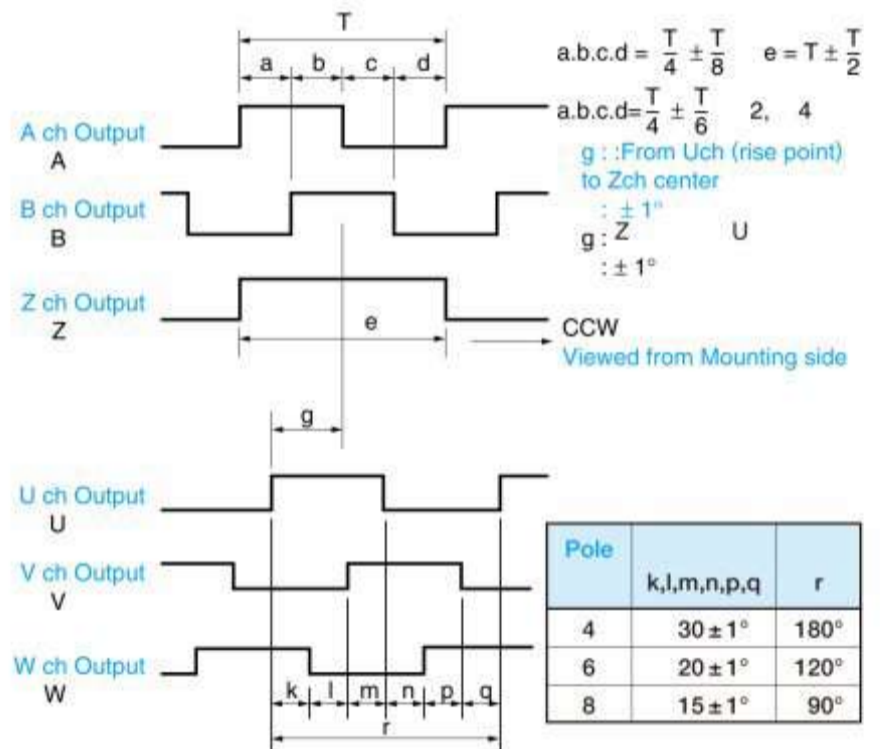 T
a b c d
a.b.c.d = T/4 ± T/8 e = T ± T/2
a.b.c.d= T/4 ± T/6 2, 4
g : :From Uch (rise point)
to Zch center
: ± 1°
g : Z U
: ± 1°
A ch Output
A
B ch Output
B
Z ch Output
Z
e
CCW
Viewed from Mounting side
g
U ch Output
U
V ch Output
V
W ch Output
W
k l m n p q
r
Pole k,l,m,n,p,q r
4 30 ± 1° 180°
6 20 ± 1° 120°
8 15 ± 1° 90°